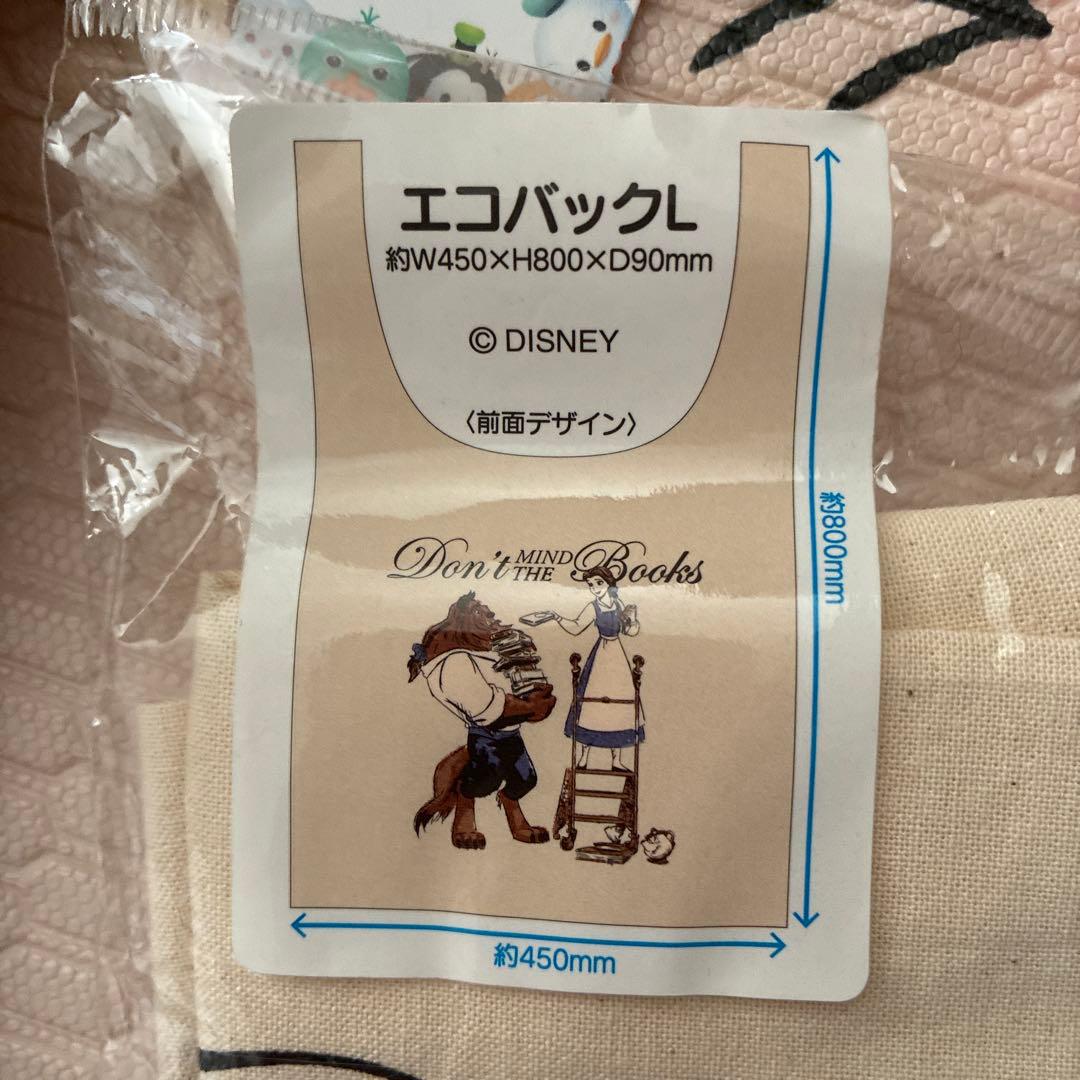 エコバックL
約W450×H800×D90mm
© DISNEY
〈前面デザイン〉
約800mm
Don't MIND THE Books
約450mm